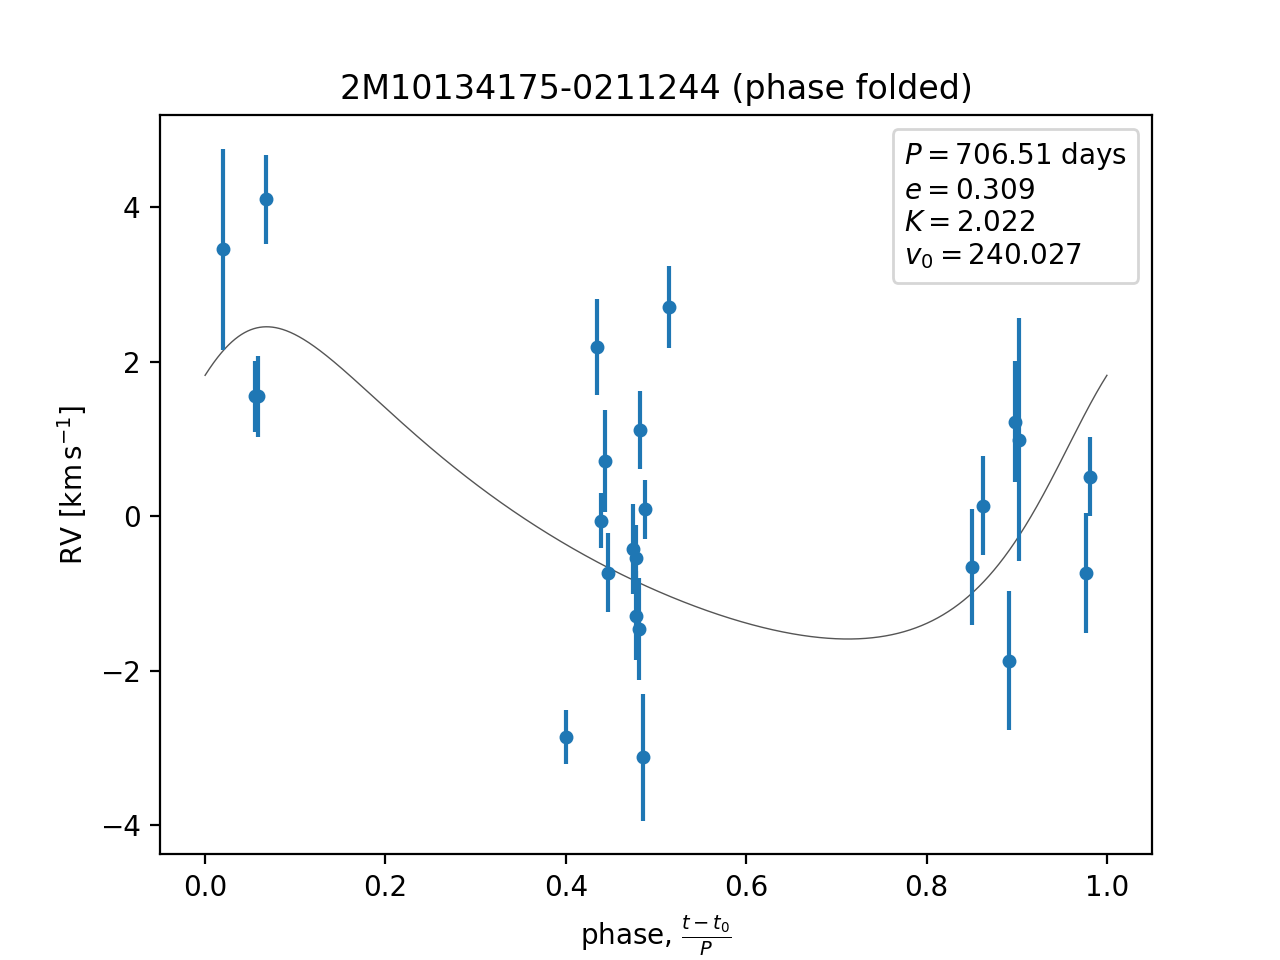 2M10134175-0211244 (phase folded)
P = 706.51 days
e = 0.309
K = 2.022
v₀ = 240.027
RV [km s⁻¹]
4
2
0
−2
−4
0.0 0.2 0.4 0.6 0.8 1.0
phase, (t − t₀)/P